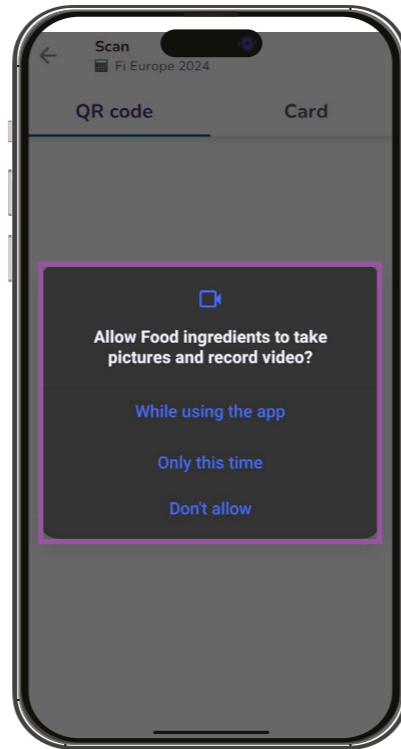 Scan
Fi Europe 2024
QR code Card
Allow Food ingredients to take
pictures and record video?
While using the app
Only this time
Don't allow